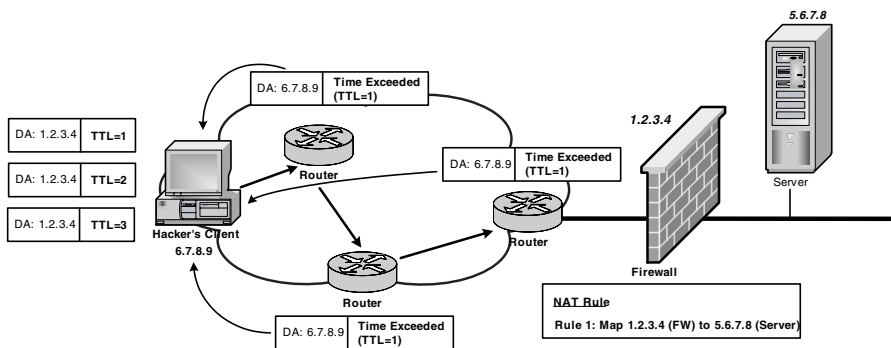 5.6.7.8
DA: 6.7.8.9 Time Exceeded
(TTL=1)
1.2.3.4
DA: 1.2.3.4 TTL=1
DA: 1.2.3.4 TTL=2
DA: 1.2.3.4 TTL=3
Router
DA: 6.7.8.9 Time Exceeded
(TTL=1)
Server
Hacker's Client
6.7.8.9
Router
Firewall
Router
DA: 6.7.8.9 Time Exceeded
(TTL=1)
NAT Rule
Rule 1: Map 1.2.3.4 (FW) to 5.6.7.8 (Server)